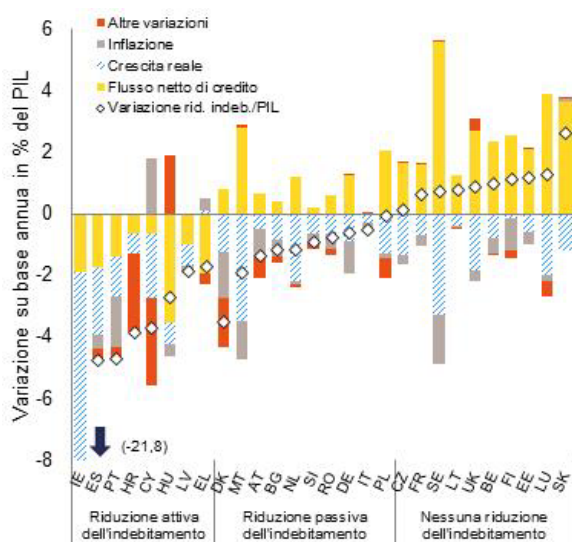 Variazione su base annua in % del PIL
6
4
2
0
-2
-4
-6
-8
Altre variazioni
Inflazione
Crescita reale
Flusso netto di credito
Variazione rid. indeb./PIL
(-21,8)
IE ES PT HR CY HU LV EL DK MT AT BG NL SI RO DE IT PL CZ FR SE LT UK BE FI EE LU SK
Riduzione attiva
dell'indebitamento
Riduzione passiva
dell'indebitamento
Nessuna riduzione
dell'indebitamento